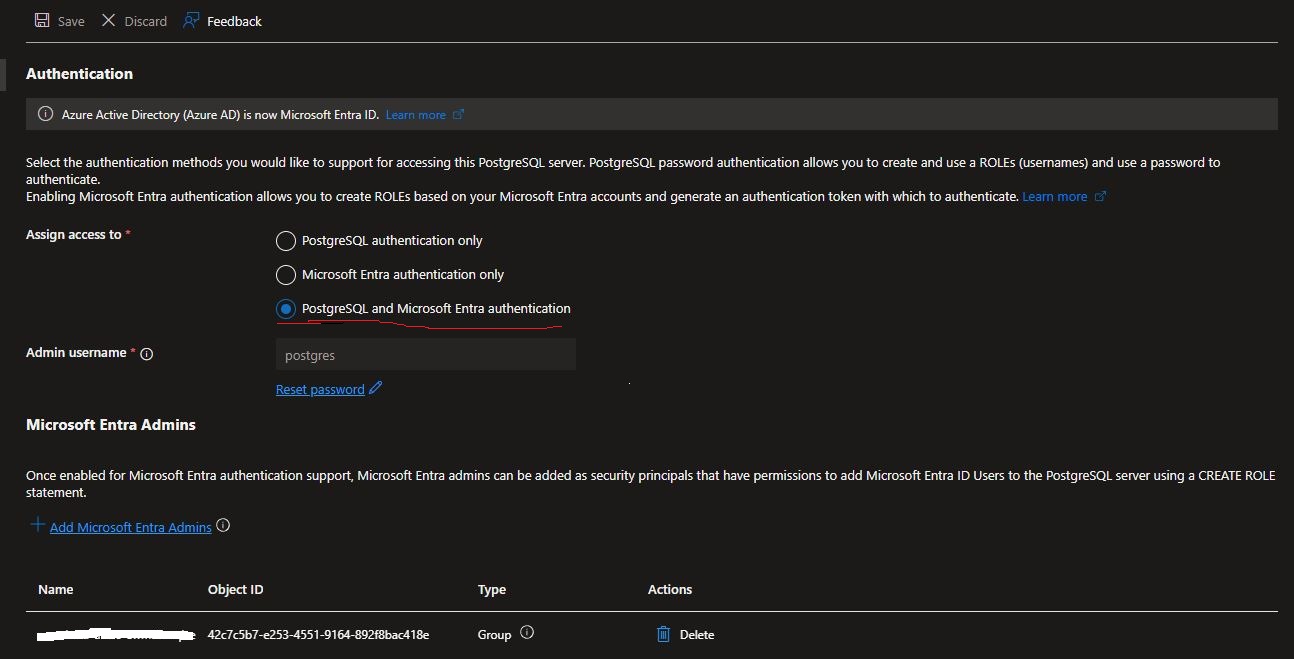 Save Discard Feedback
Authentication
Azure Active Directory (Azure AD) is now Microsoft Entra ID. Learn more
Select the authentication methods you would like to support for accessing this PostgreSQL server. PostgreSQL password authentication allows you to create and use a ROLEs (usernames) and use a password to
authenticate.
Enabling Microsoft Entra authentication allows you to create ROLEs based on your Microsoft Entra accounts and generate an authentication token with which to authenticate. Learn more
Assign access to *
PostgreSQL authentication only
Microsoft Entra authentication only
PostgreSQL and Microsoft Entra authentication
Admin username *
postgres
Reset password
Microsoft Entra Admins
Once enabled for Microsoft Entra authentication support, Microsoft Entra admins can be added as security principals that have permissions to add Microsoft Entra ID Users to the PostgreSQL server using a CREATE ROLE
statement.
Add Microsoft Entra Admins
Name Object ID Type Actions
42c7c5b7-e253-4551-9164-892f8bac418e Group Delete